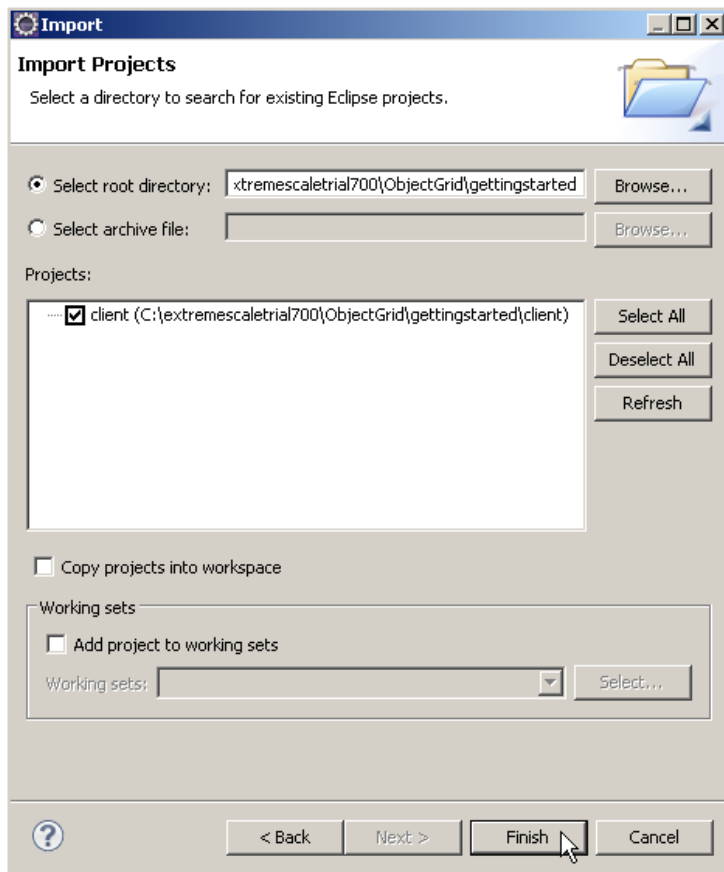 Import
Import Projects
Select a directory to search for existing Eclipse projects.
Select root directory: xtremescaletrial700\ObjectGrid\gettingstarted Browse...
Select archive file: Browse...
Projects:
client (C:\extremescaletrial700\ObjectGrid\gettingstarted\client)
Select All
Deselect All
Refresh
Copy projects into workspace
Working sets
Add project to working sets
Working sets: Select...
? < Back Next > Finish Cancel